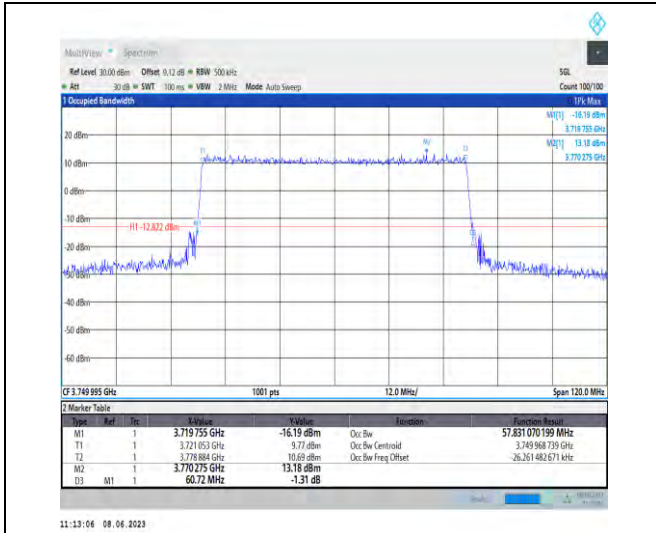 MultiView Spectrum
Ref Level 30.00 dBm Offset 9.12 dB RBW 500 kHz SGL
Att 30 dB SWT 100 ms VBW 2 MHz Mode Auto Sweep Count 100/100
1 Occupied Bandwidth 1Pk Max
M1[1] -16.19 dBm
3.719 755 GHz
M2[1] 13.18 dBm
3.770 275 GHz
20 dBm
M2
T1
10 dBm
0 dBm
-10 dBm
H1 -12.822 dBm
-20 dBm
-40 dBm
-50 dBm
-60 dBm
CF 3.749 995 GHz 1001 pts 12.0 MHz/ Span 120.0 MHz
2 Marker Table
Type Ref Trc X-Value Y-Value Function Function Result
M1 1 3.719 755 GHz -16.19 dBm Occ Bw 57.831 070 199 MHz
T1 1 3.721 053 GHz 9.77 dBm Occ Bw Centroid 3.749 968 739 GHz
T2 1 3.778 884 GHz 10.69 dBm Occ Bw Freq Offset -26.261 482 671 kHz
M2 1 3.770 275 GHz 13.18 dBm
D3 M1 1 60.72 MHz -1.31 dB
11:13:06 08.06.2023